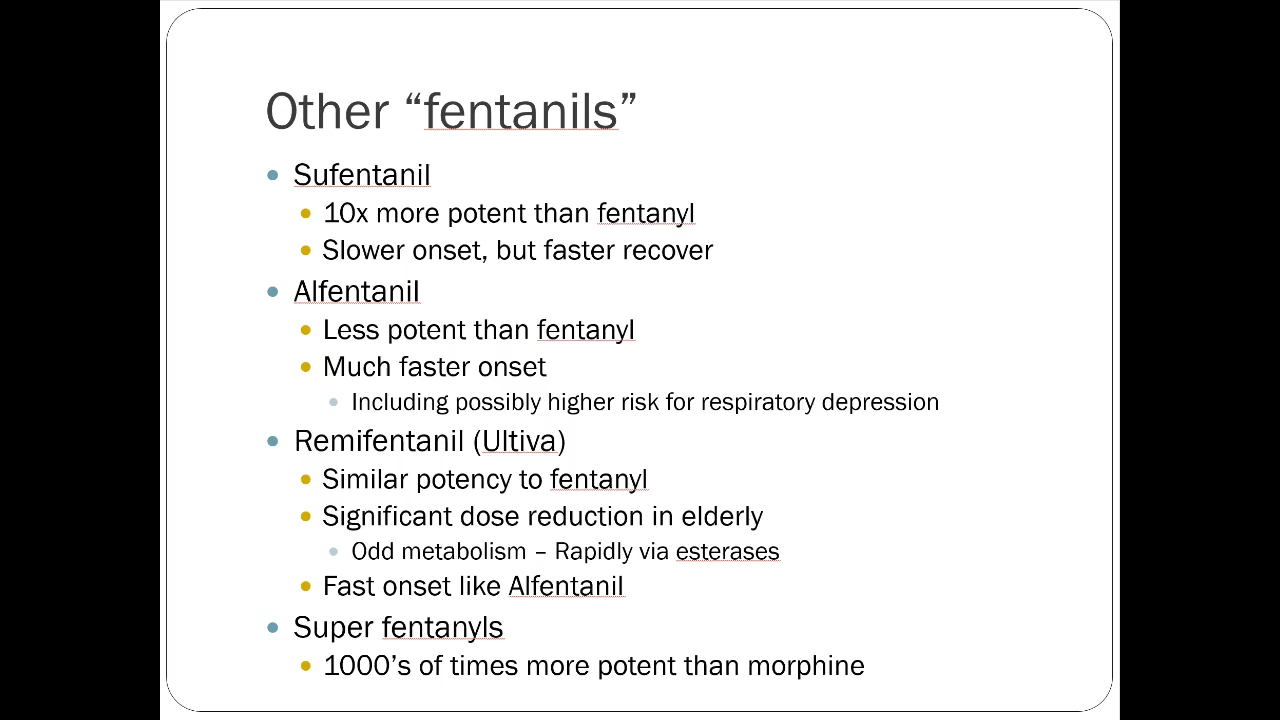 Other “fentanils”
• Sufentanil
• 10x more potent than fentanyl
• Slower onset, but faster recover
• Alfentanil
• Less potent than fentanyl
• Much faster onset
• Including possibly higher risk for respiratory depression
• Remifentanil (Ultiva)
• Similar potency to fentanyl
• Significant dose reduction in elderly
• Odd metabolism – Rapidly via esterases
• Fast onset like Alfentanil
• Super fentanyls
• 1000’s of times more potent than morphine